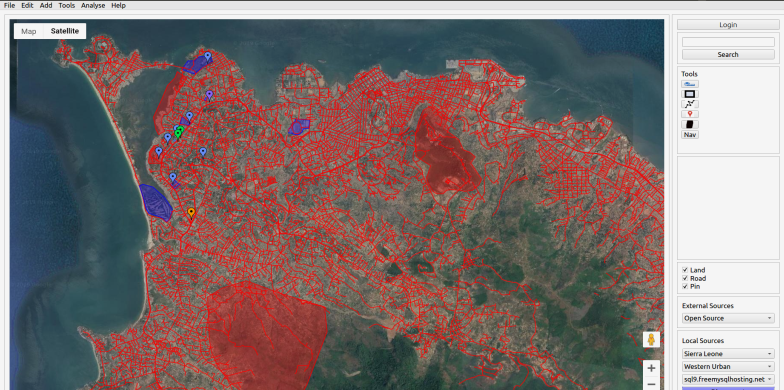 File Edit Add Tools Analyse Help
Map Satellite
Login
Search
Tools
Nav
Land
Road
Pin
External Sources
Open Source
Local Sources
Sierra Leone
Western Urban
sql9.freemysqlhosting.net